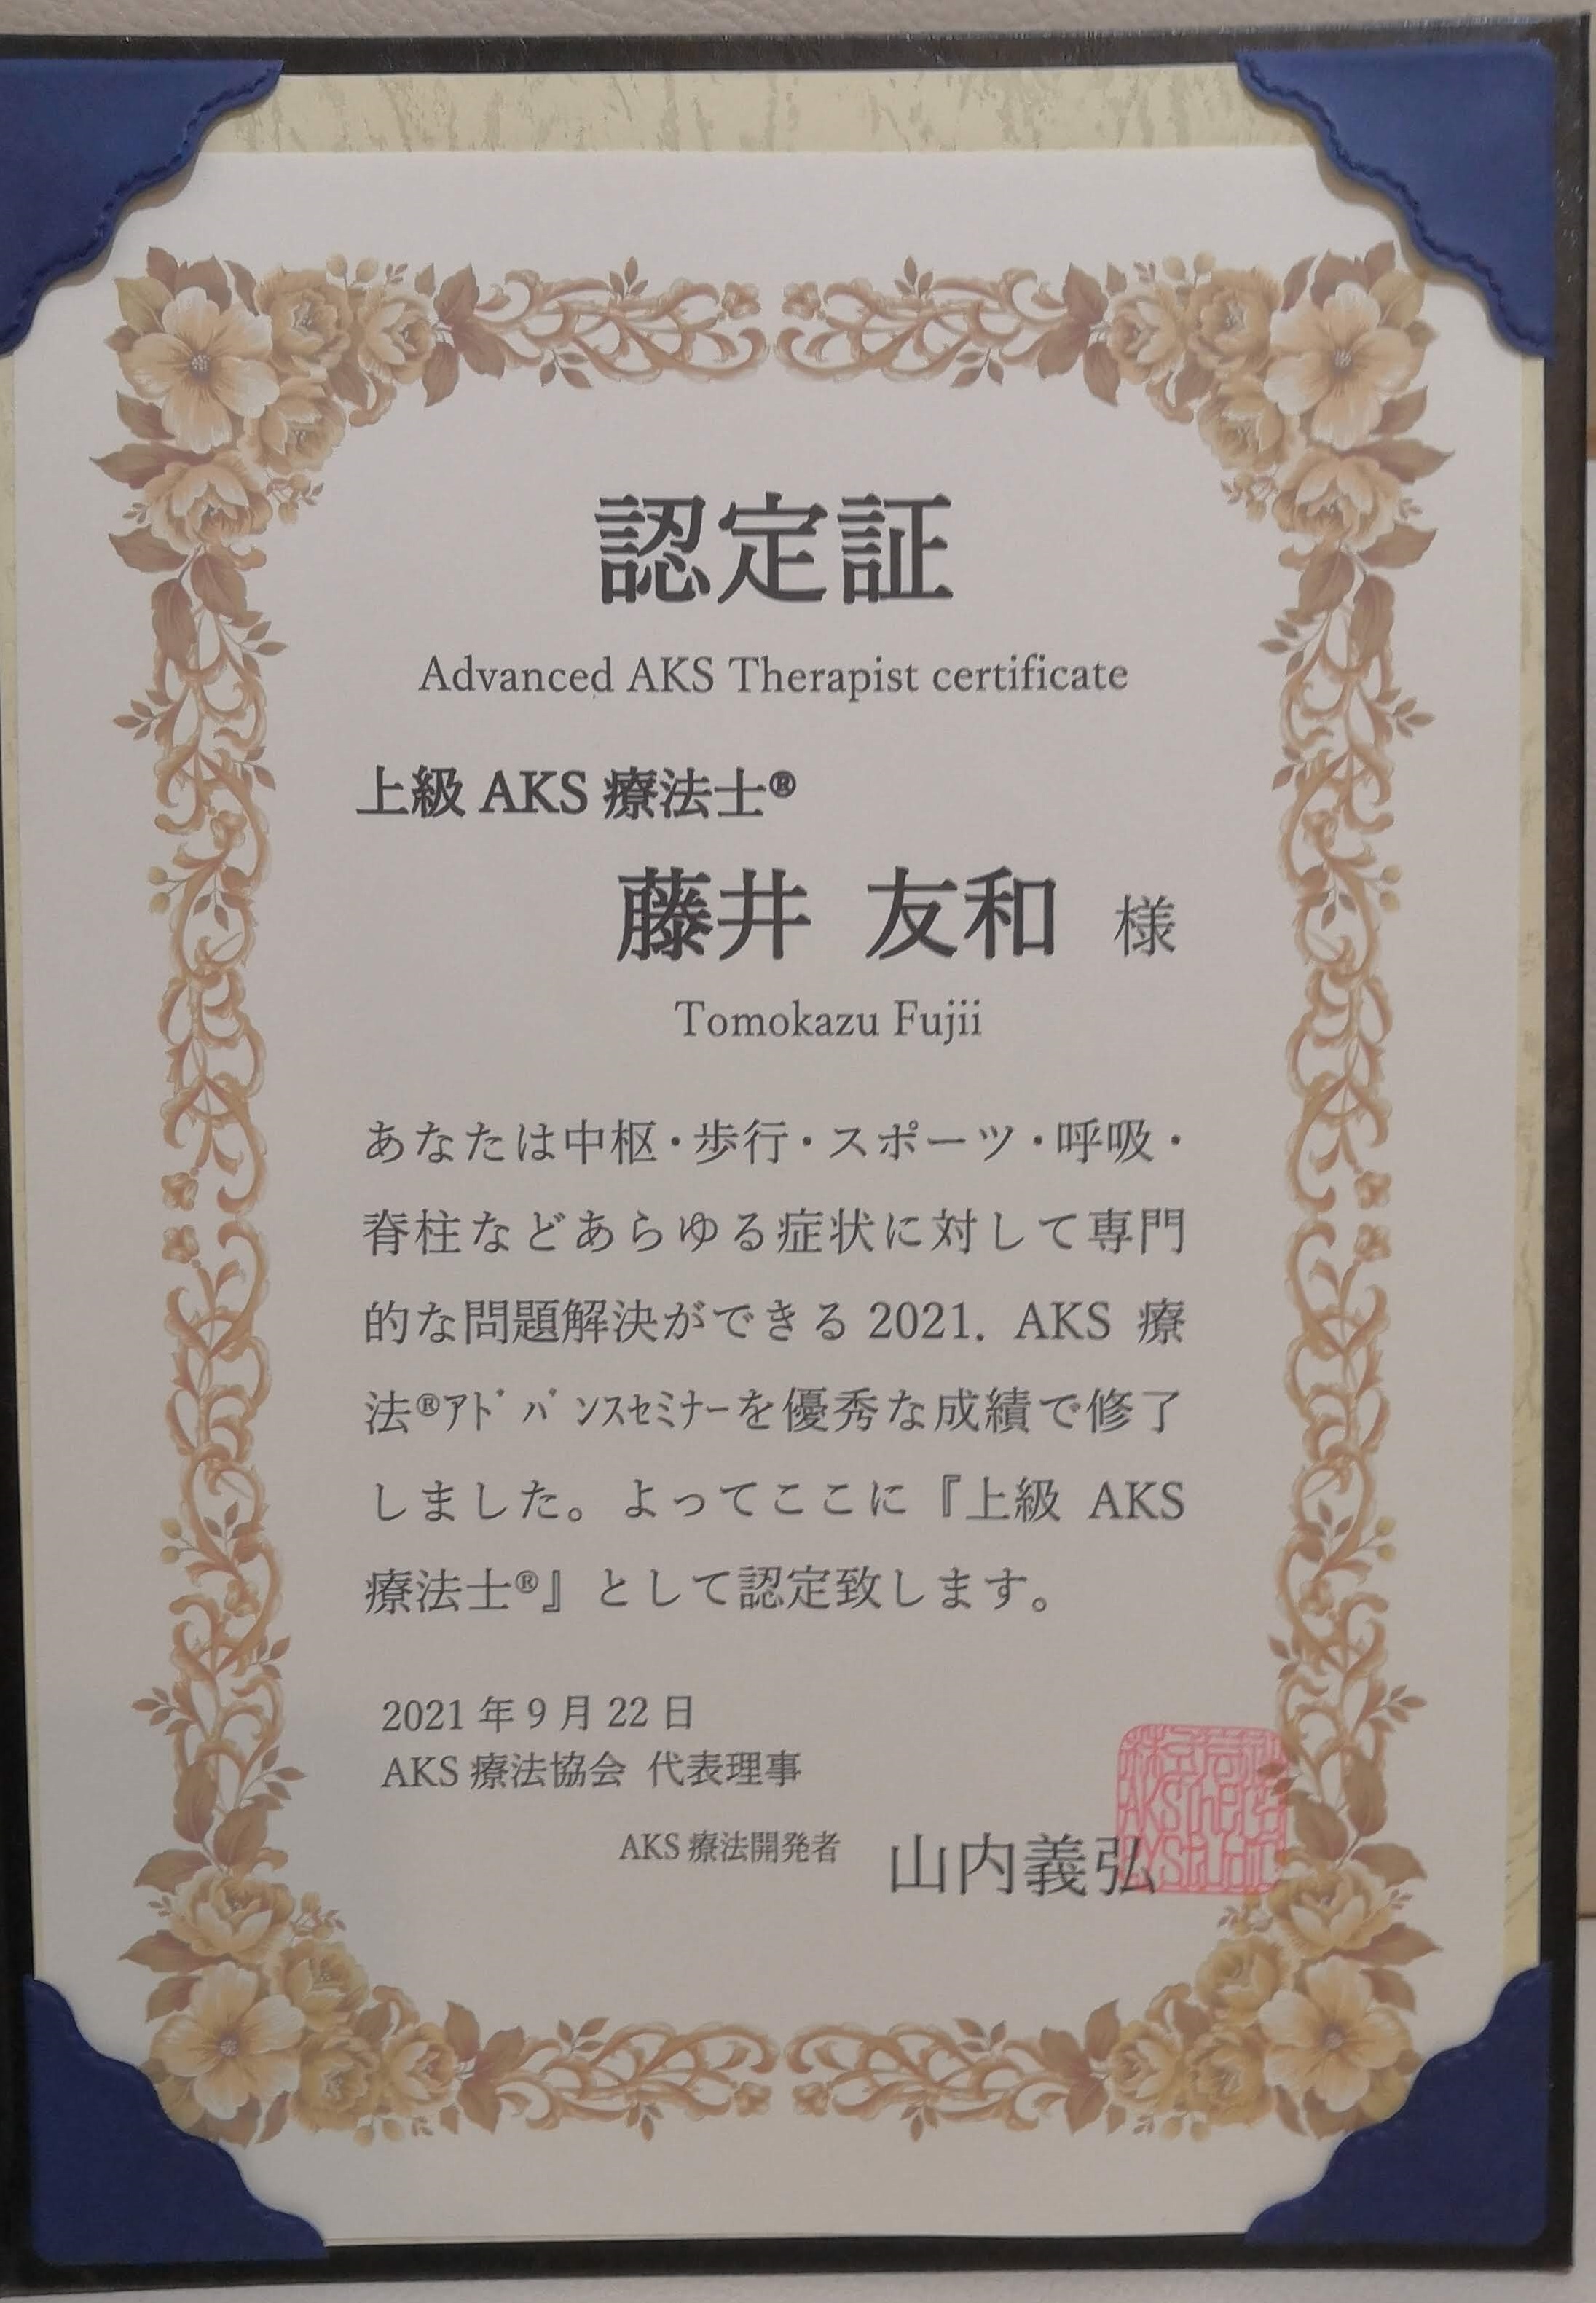 認定証
Advanced AKS Therapist certificate
上級 AKS 療法士®
藤井 友和 様
Tomokazu Fujii
あなたは中枢・歩行・スポーツ・呼吸・
脊柱などあらゆる症状に対して専門
的な問題解決ができる 2021. AKS 療
法®ｱﾄﾞﾊﾞﾝｽｾﾐﾅｰを優秀な成績で修了
しました。よってここに『上級 AKS
療法士®』として認定致します。
2021 年 9 月 22 日
AKS 療法協会 代表理事
AKS 療法開発者 山内義弘
株式会社